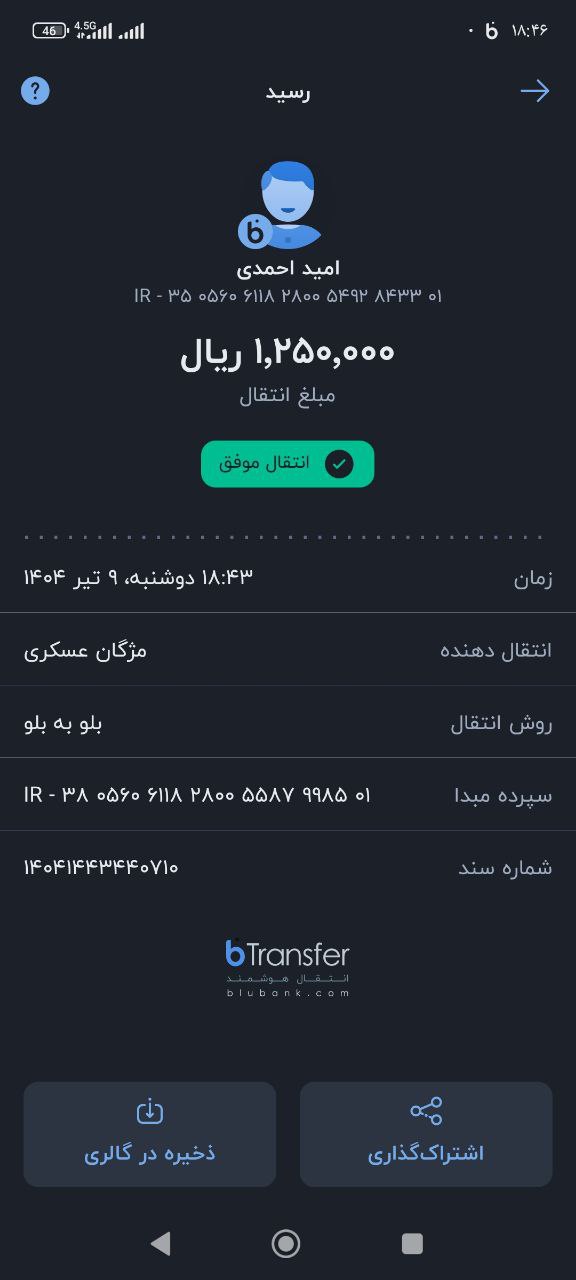 46 4.5G ۱۸:۴۶
رسید
امید احمدی
IR - ۳۵ ۰۵۶۰ ۶۱۱۸ ۲۸۰۰ ۵۴۹۲ ۸۴۳۳ ۰۱
۱,۲۵۰,۰۰۰ ریال
مبلغ انتقال
انتقال موفق
زمان ۱۸:۴۳ دوشنبه، ۹ تیر ۱۴۰۴
انتقال دهنده مژگان عسکری
روش انتقال بلو به بلو
سپرده مبدا IR - ۳۸ ۰۵۶۰ ۶۱۱۸ ۲۸۰۰ ۵۵۸۷ ۹۹۸۵ ۰۱
شماره سند ۱۴۰۴۱۴۴۳۴۴۰۷۱۰
bTransfer
انتقال هوشمند
blubank.com
اشتراک‌گذاری ذخیره در گالری